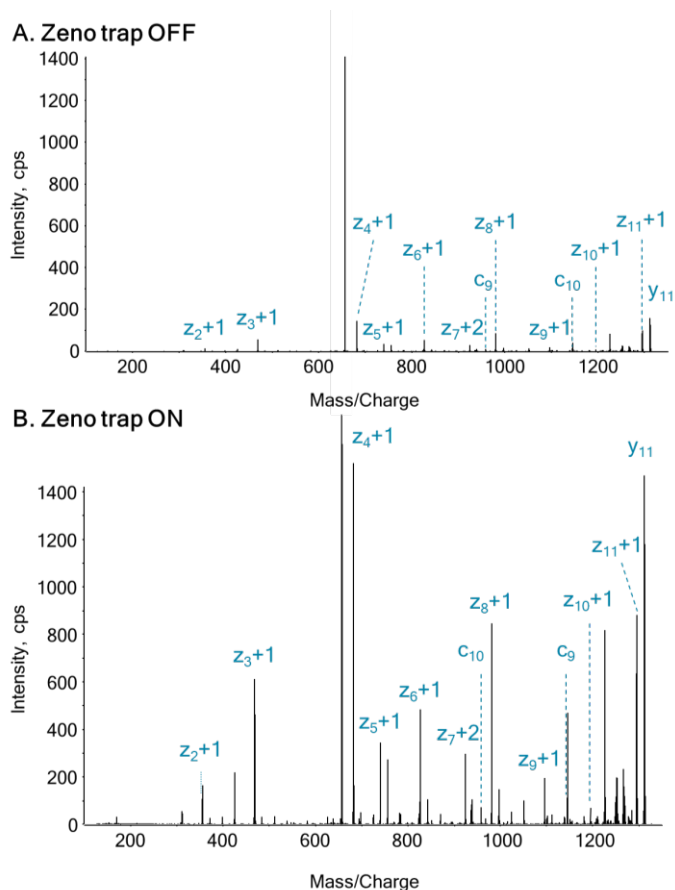 A. Zeno trap OFF
1400
1200
1000
800
600
400
200
0
Intensity, cps
z₂+1
z₃+1
z₄+1
z₅+1
z₆+1
z₇+2
c₉
z₈+1
z₉+1
c₁₀
z₁₀+1
z₁₁+1
y₁₁
200 400 600 800 1000 1200
Mass/Charge
B. Zeno trap ON
1400
1200
1000
800
600
400
200
0
Intensity, cps
z₂+1
z₃+1
z₄+1
z₅+1
z₆+1
z₇+2
c₁₀
z₈+1
z₉+1
c₉
z₁₀+1
z₁₁+1
y₁₁
200 400 600 800 1000 1200
Mass/Charge